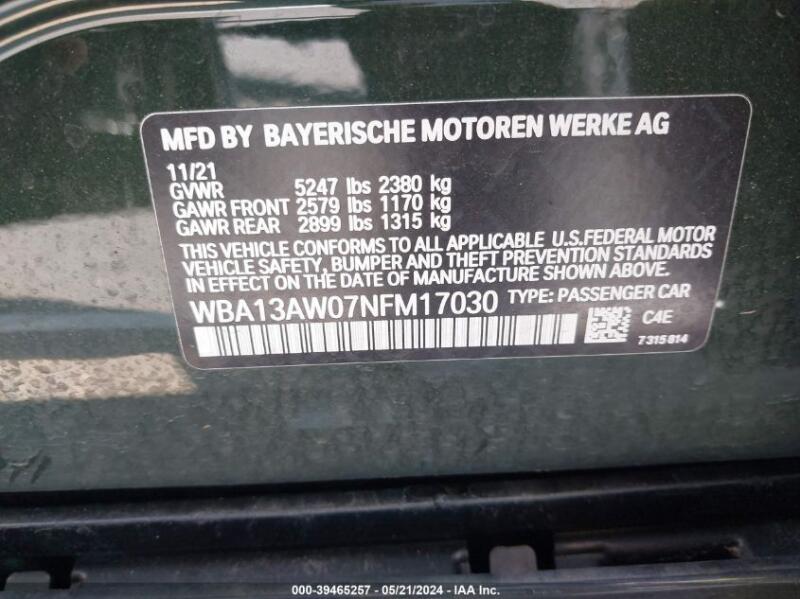 MFD BY BAYERISCHE MOTOREN WERKE AG
11/21
GVWR 5247 lbs 2380 kg
GAWR FRONT 2579 lbs 1170 kg
GAWR REAR 2899 lbs 1315 kg
THIS VEHICLE CONFORMS TO ALL APPLICABLE U.S.FEDERAL MOTOR
VEHICLE SAFETY, BUMPER AND THEFT PREVENTION STANDARDS
IN EFFECT ON THE DATE OF MANUFACTURE SHOWN ABOVE.
WBA13AW07NFM17030 TYPE: PASSENGER CAR
C4E
7315814
000-39465257 - 05/21/2024 - IAA Inc.